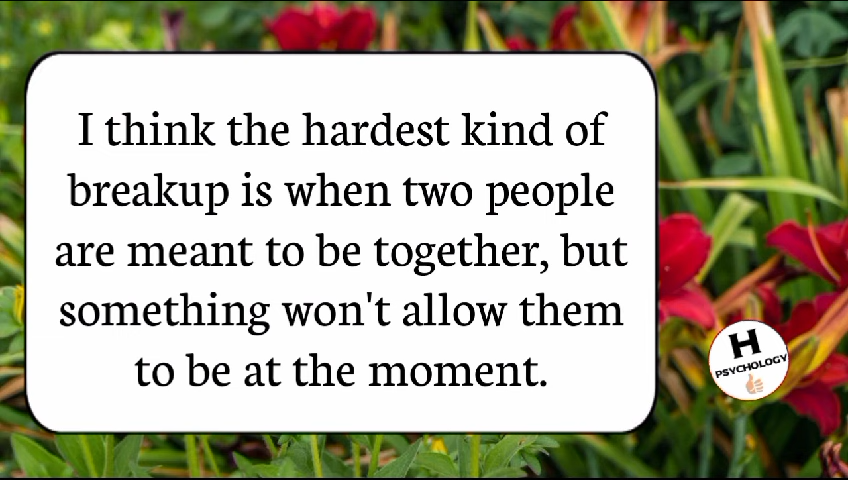 I think the hardest kind of
breakup is when two people
are meant to be together, but
something won't allow them
to be at the moment.
H
PSYCHOLOGY